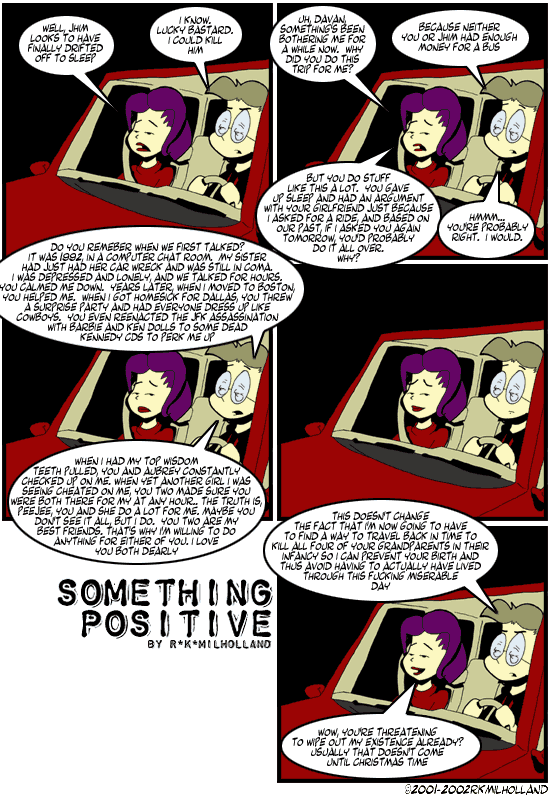 WELL, JHIM
LOOKS TO HAVE
FINALLY DRIFTED
OFF TO SLEEP
I KNOW.
LUCKY BASTARD.
I COULD KILL
HIM
UH, DAVAN,
SOMETHING'S BEEN
BOTHERING ME FOR
A WHILE NOW. WHY
DID YOU DO THIS
TRIP FOR ME?
BECAUSE NEITHER
YOU OR JHIM HAD ENOUGH
MONEY FOR A BUS
BUT YOU DO STUFF
LIKE THIS A LOT. YOU GAVE
UP SLEEP AND HAD AN ARGUMENT
WITH YOUR GIRLFRIEND JUST BECAUSE
I ASKED FOR A RIDE, AND BASED ON
OUR PAST, IF I ASKED YOU AGAIN
TOMORROW, YOU'D PROBABLY
DO IT ALL OVER.
WHY?
HMMM...
YOU'RE PROBABLY
RIGHT. I WOULD.
DO YOU REMEBER WHEN WE FIRST TALKED?
IT WAS 1992, IN A COMPUTER CHAT ROOM. MY SISTER
HAD JUST HAD HER CAR WRECK AND WAS STILL IN COMA.
I WAS DEPRESSED AND LONELY, AND WE TALKED FOR HOURS.
YOU CALMED ME DOWN. YEARS LATER, WHEN I MOVED TO BOSTON,
YOU HELPED ME. WHEN I GOT HOMESICK FOR DALLAS, YOU THREW
A SURPRISE PARTY AND HAD EVERYONE DRESS UP LIKE
COWBOYS. YOU EVEN REENACTED THE JFK ASSASSINATION
WITH BARBIE AND KEN DOLLS TO SOME DEAD
KENNEDY CDS TO PERK ME UP
WHEN I HAD MY TOP WISDOM
TEETH PULLED, YOU AND AUBREY CONSTANTLY
CHECKED UP ON ME. WHEN YET ANOTHER GIRL I WAS
SEEING CHEATED ON ME, YOU TWO MADE SURE YOU
WERE BOTH THERE FOR MY AT ANY HOUR. THE TRUTH IS,
PEEJEE, YOU AND SHE DO A LOT FOR ME. MAYBE YOU
DON'T SEE IT ALL, BUT I DO. YOU TWO ARE MY
BEST FRIENDS. THAT'S WHY I'M WILLING TO DO
ANYTHING FOR EITHER OF YOU. I LOVE
YOU BOTH DEARLY
THIS DOESN'T CHANGE
THE FACT THAT I'M NOW GOING TO HAVE
TO FIND A WAY TO TRAVEL BACK IN TIME TO
KILL ALL FOUR OF YOUR GRANDPARENTS IN THEIR
INFANCY SO I CAN PREVENT YOUR BIRTH AND
THUS AVOID HAVING TO ACTUALLY HAVE LIVED
THROUGH THIS FUCKING MISERABLE
DAY
WOW, YOU'RE THREATENING
TO WIPE OUT MY EXISTENCE ALREADY?
USUALLY THAT DOESN'T COME
UNTIL CHRISTMAS TIME
SOMETHING
POSITIVE
BY R*K*MILHOLLAND
©2001-2002RKMILHOLLAND